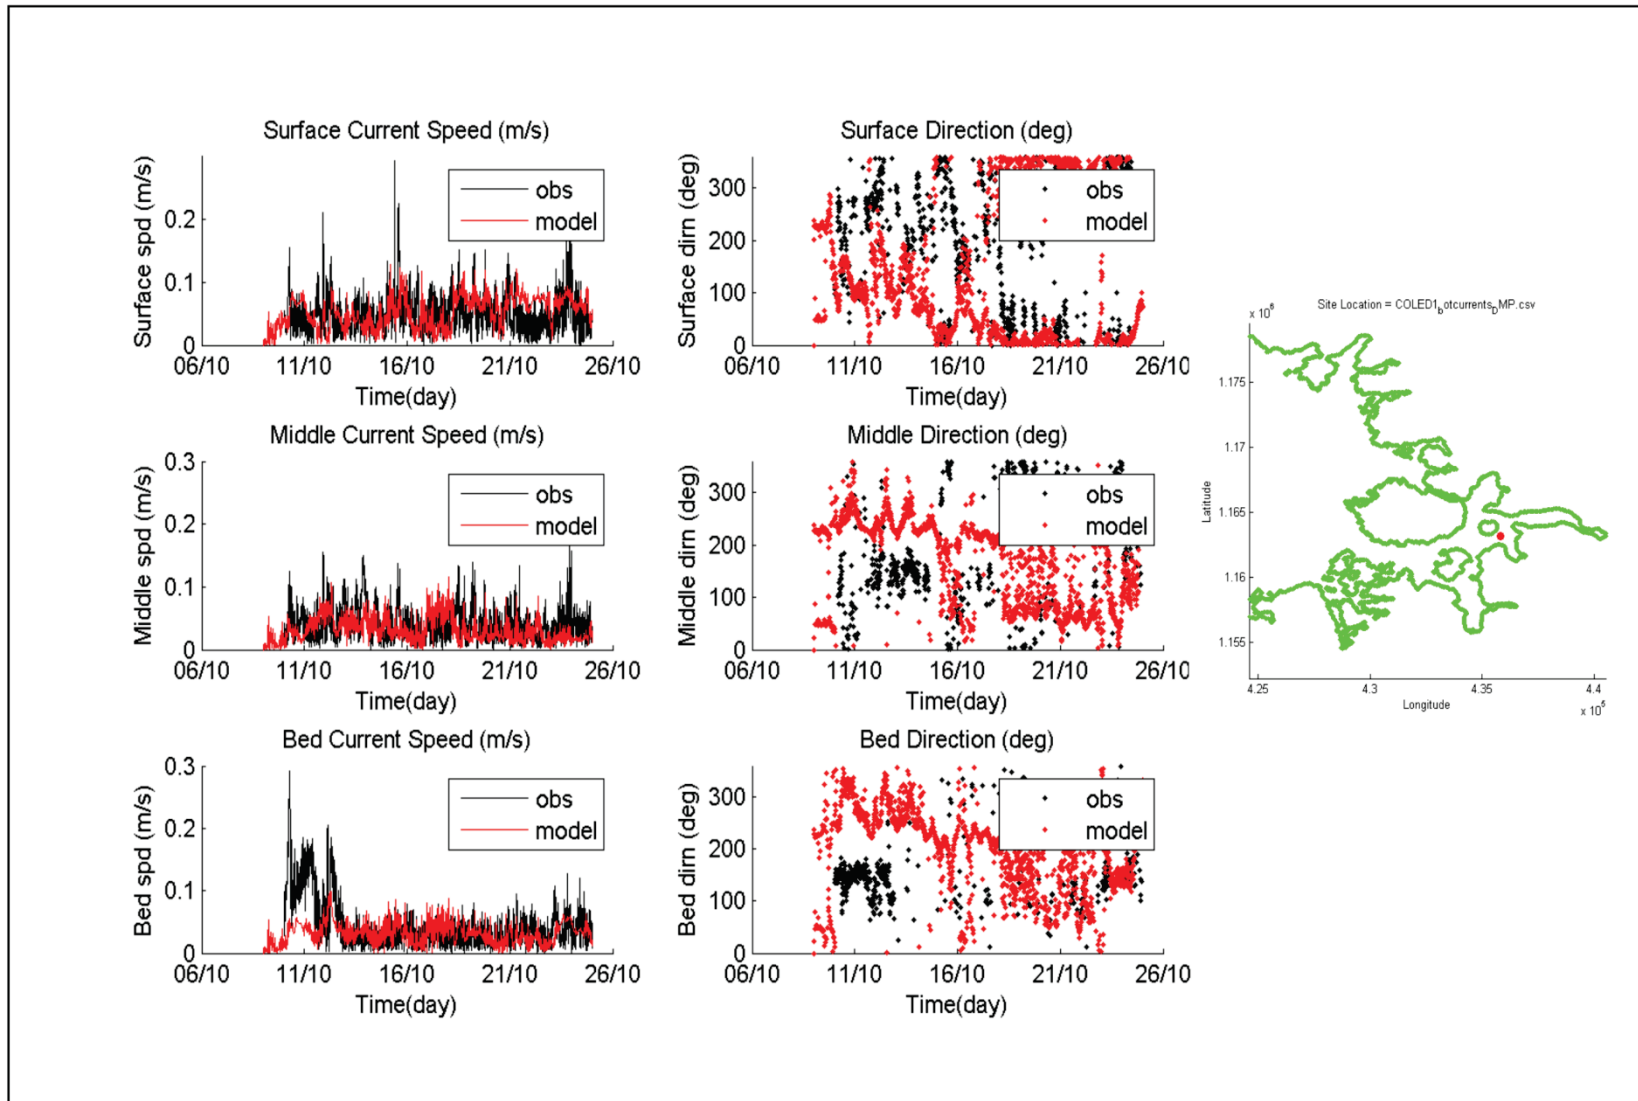 Surface Current Speed (m/s)
Surface spd (m/s)
0.2
0.1
0
obs
model
06/10 11/10 16/10 21/10 26/10
Time(day)
Surface Direction (deg)
Surface dirn (deg)
300
200
100
0
obs
model
06/10 11/10 16/10 21/10 26/10
Time(day)
Middle Current Speed (m/s)
Middle spd (m/s)
0.3
0.2
0.1
0
obs
model
06/10 11/10 16/10 21/10 26/10
Time(day)
Middle Direction (deg)
Middle dirn (deg)
300
200
100
0
obs
model
06/10 11/10 16/10 21/10 26/10
Time(day)
Bed Current Speed (m/s)
Bed spd (m/s)
0.3
0.2
0.1
0
obs
model
06/10 11/10 16/10 21/10 26/10
Time(day)
Bed Direction (deg)
Bed dirn (deg)
300
200
100
0
obs
model
06/10 11/10 16/10 21/10 26/10
Time(day)
Site Location = COLED1_botcurrents_DMP.csv
x 10^6
1.175
1.17
1.165
1.16
1.155
Latitude
4.25 4.3 4.35 4.4
Longitude
x 10^5